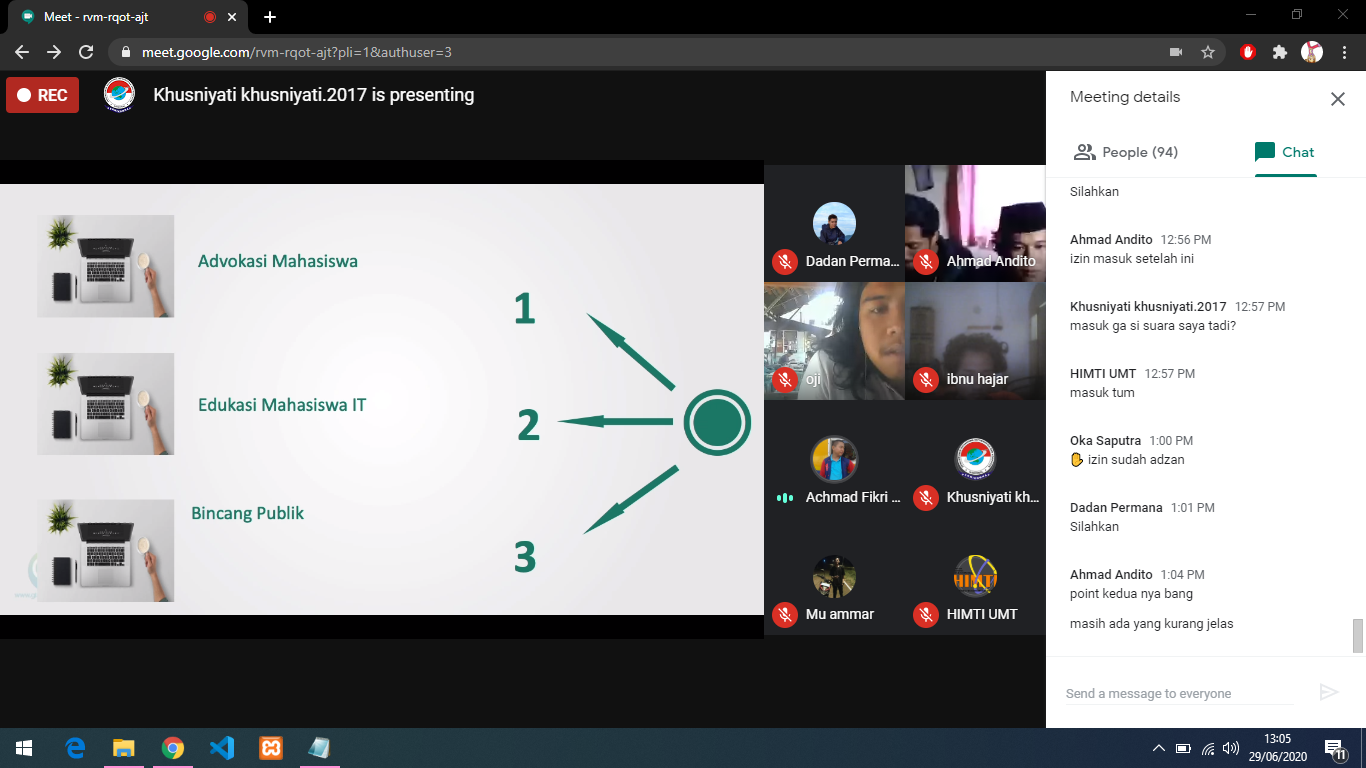 Meet - rvm-rqot-ajt
meet.google.com/rvm-rqot-ajt?pli=1&authuser=3
REC
Khusniyati khusniyati.2017 is presenting
Advokasi Mahasiswa
Edukasi Mahasiswa IT
Bincang Publik
1
2
3
Dadan Perma...
Ahmad Andito
oji
ibnu hajar
Achmad Fikri ...
Khusniyati kh...
Mu ammar
HIMTI
HIMTI UMT
Meeting details
People (94)
Chat
Silahkan
Ahmad Andito 12:56 PM
izin masuk setelah ini
Khusniyati khusniyati.2017 12:57 PM
masuk ga si suara saya tadi?
HIMTI UMT 12:57 PM
masuk tum
Oka Saputra 1:00 PM
✋ izin sudah adzan
Dadan Permana 1:01 PM
Silahkan
Ahmad Andito 1:04 PM
point kedua nya bang
masih ada yang kurang jelas
Send a message to everyone
13:05
29/06/2020
11